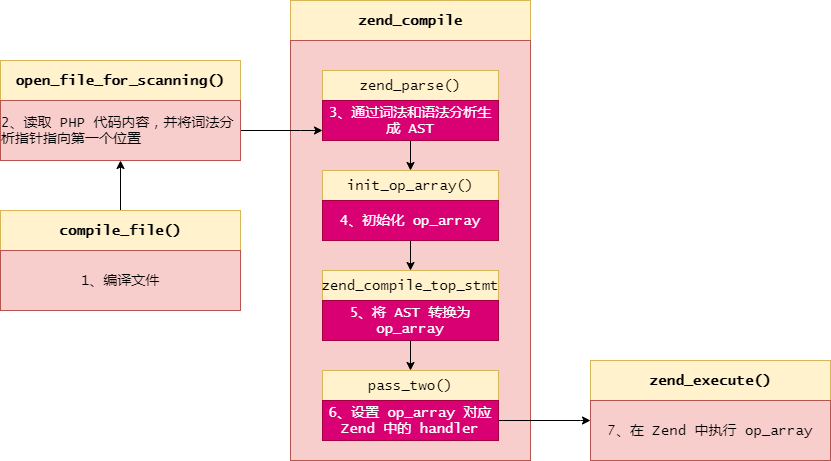 compile_file()
1、编译文件
open_file_for_scanning()
2、读取 PHP 代码内容，并将词法分
析指针指向第一个位置
zend_compile
zend_parse()
3、通过词法和语法分析生
成 AST
init_op_array()
4、初始化 op_array
zend_compile_top_stmt
5、将 AST 转换为
op_array
pass_two()
6、设置 op_array 对应
Zend 中的 handler
zend_execute()
7、在 Zend 中执行 op_array